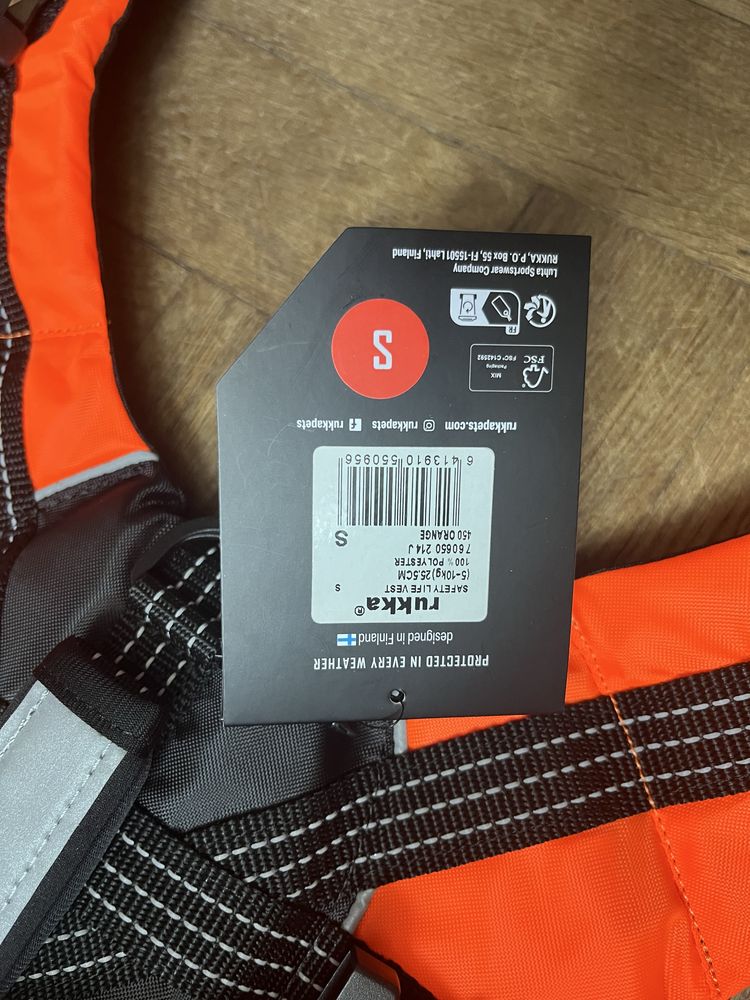 PROTECTED IN EVERY WEATHER
designed in Finland
rukka®
SAFETY LIFE VEST S
(5-10kg)25.5CM
100 % POLYESTER
760650 214 J
450 ORANGE S
6 413910 550956
rukkapets.com rukkapets rukkapets
S
MIX
Packaging
FSC
FSC® C142592
FR
Luhta Sportswear Company
RUKKA, P.O. Box 55, FI-15501 Lahti, Finland